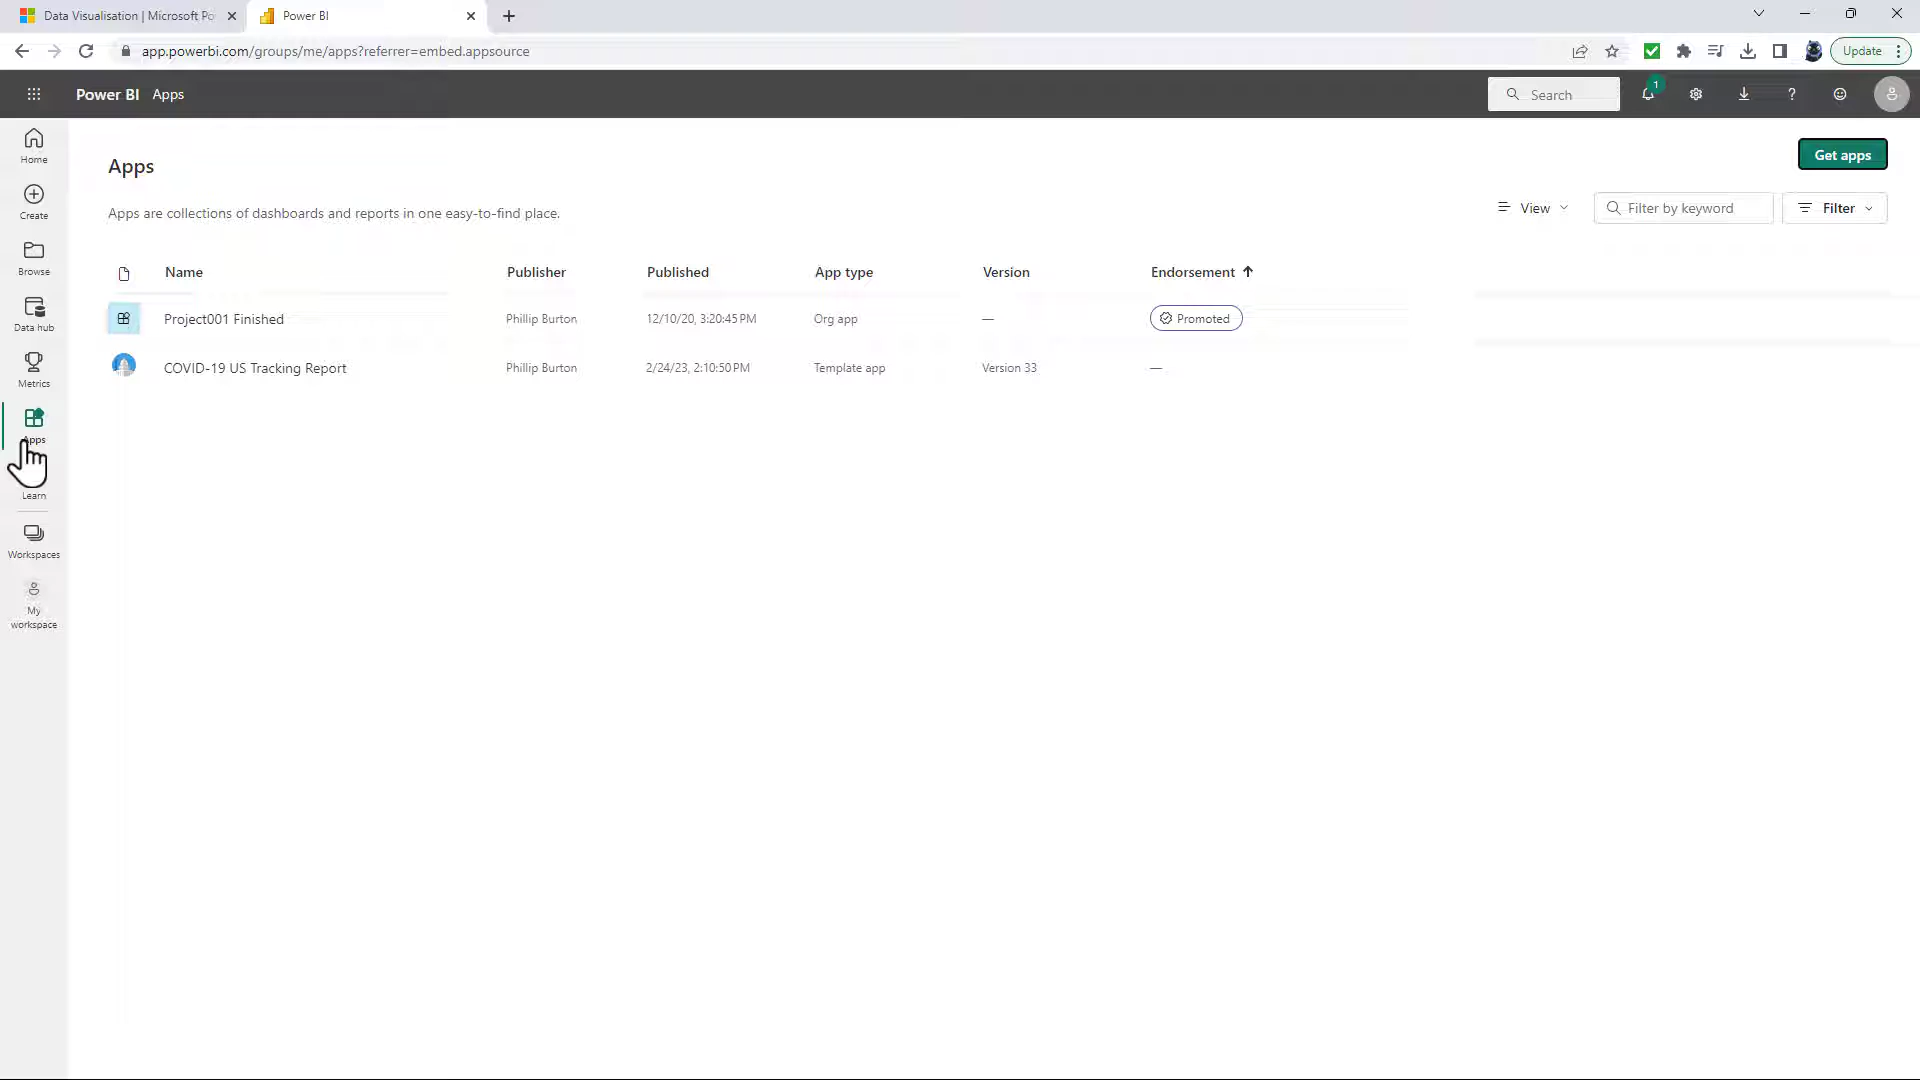 Data Visualisation | Microsoft Po
Power BI
app.powerbi.com/groups/me/apps?referrer=embed.appsource
Update
Power BI Apps
Search
1
Home
Create
Browse
Data hub
Metrics
Apps
Learn
Workspaces
My
workspace
Apps
Get apps
Apps are collections of dashboards and reports in one easy-to-find place.
View
Filter by keyword
Filter
Name Publisher Published App type Version Endorsement
Project001 Finished Phillip Burton 12/10/20, 3:20:45 PM Org app — Promoted
COVID-19 US Tracking Report Phillip Burton 2/24/23, 2:10:50 PM Template app Version 33 —